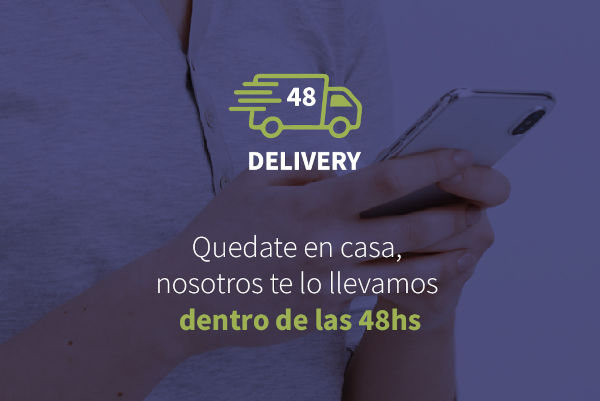 48
DELIVERY
Quedate en casa,
nosotros te lo llevamos
dentro de las 48hs